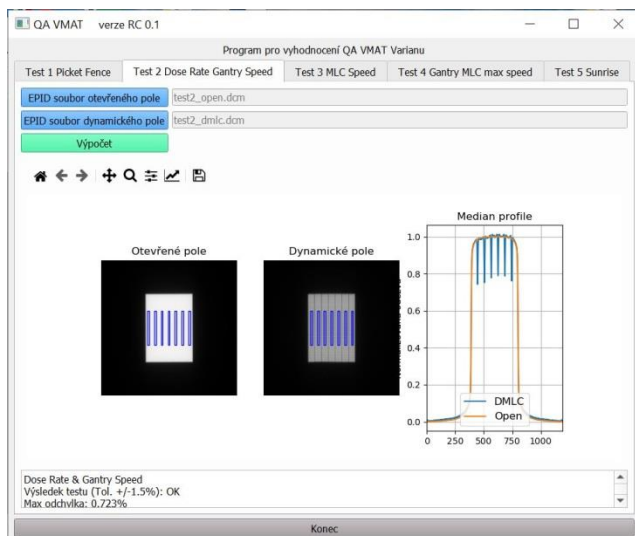 QA VMAT verze RC 0.1
Program pro vyhodnocení QA VMAT Varianu
Test 1 Picket Fence
Test 2 Dose Rate Gantry Speed
Test 3 MLC Speed
Test 4 Gantry MLC max speed
Test 5 Sunrise
EPID soubor otevřeného pole
test2_open.dcm
EPID soubor dynamického pole
test2_dmlc.dcm
Výpočet
Otevřené pole
Dynamické pole
Median profile
1.0
0.8
0.6
0.4
0.2
0.0
DMLC
Open
0 250 500 750 1000
Dose Rate & Gantry Speed
Výsledek testu (Tol. +/-1.5%): OK
Max odchylka: 0.723%
Konec